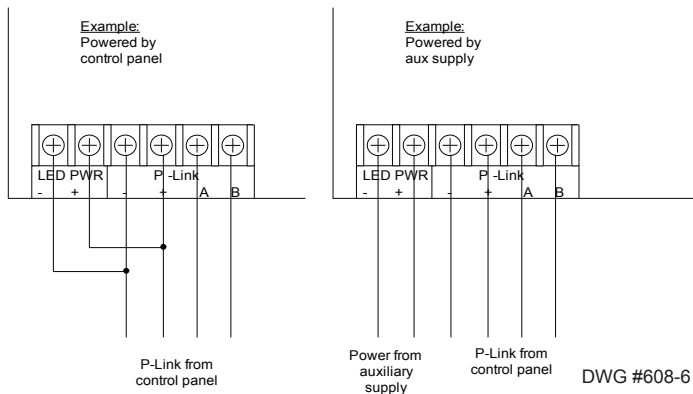 Example:
Powered by
control panel
LED PWR P -Link
- + - + A B
P-Link from
control panel
Example:
Powered by
aux supply
LED PWR P -Link
- + - + A B
Power from
auxiliary
supply
P-Link from
control panel
DWG #608-6